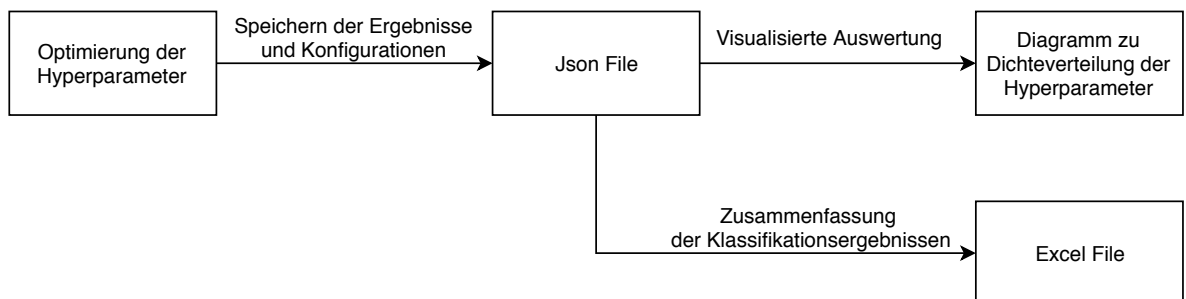 Optimierung der
Hyperparameter
Speichern der Ergebnisse
und Konfigurationen
Json File
Visualisierte Auswertung
Diagramm zu
Dichteverteilung der
Hyperparameter
Zusammenfassung
der Klassifikationsergebnissen
Excel File